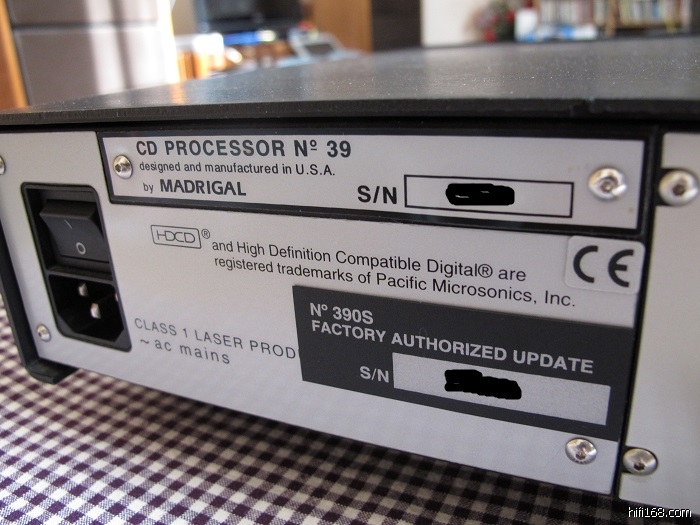 CD PROCESSOR Nº 39
designed and manufactured in U.S.A.
by MADRIGAL
S/N
HDCD® and High Definition Compatible Digital® are
registered trademarks of Pacific Microsonics, Inc.
CE
CLASS 1 LASER PROD
~ ac mains
Nº 390S
FACTORY AUTHORIZED UPDATE
S/N
hifi168.com